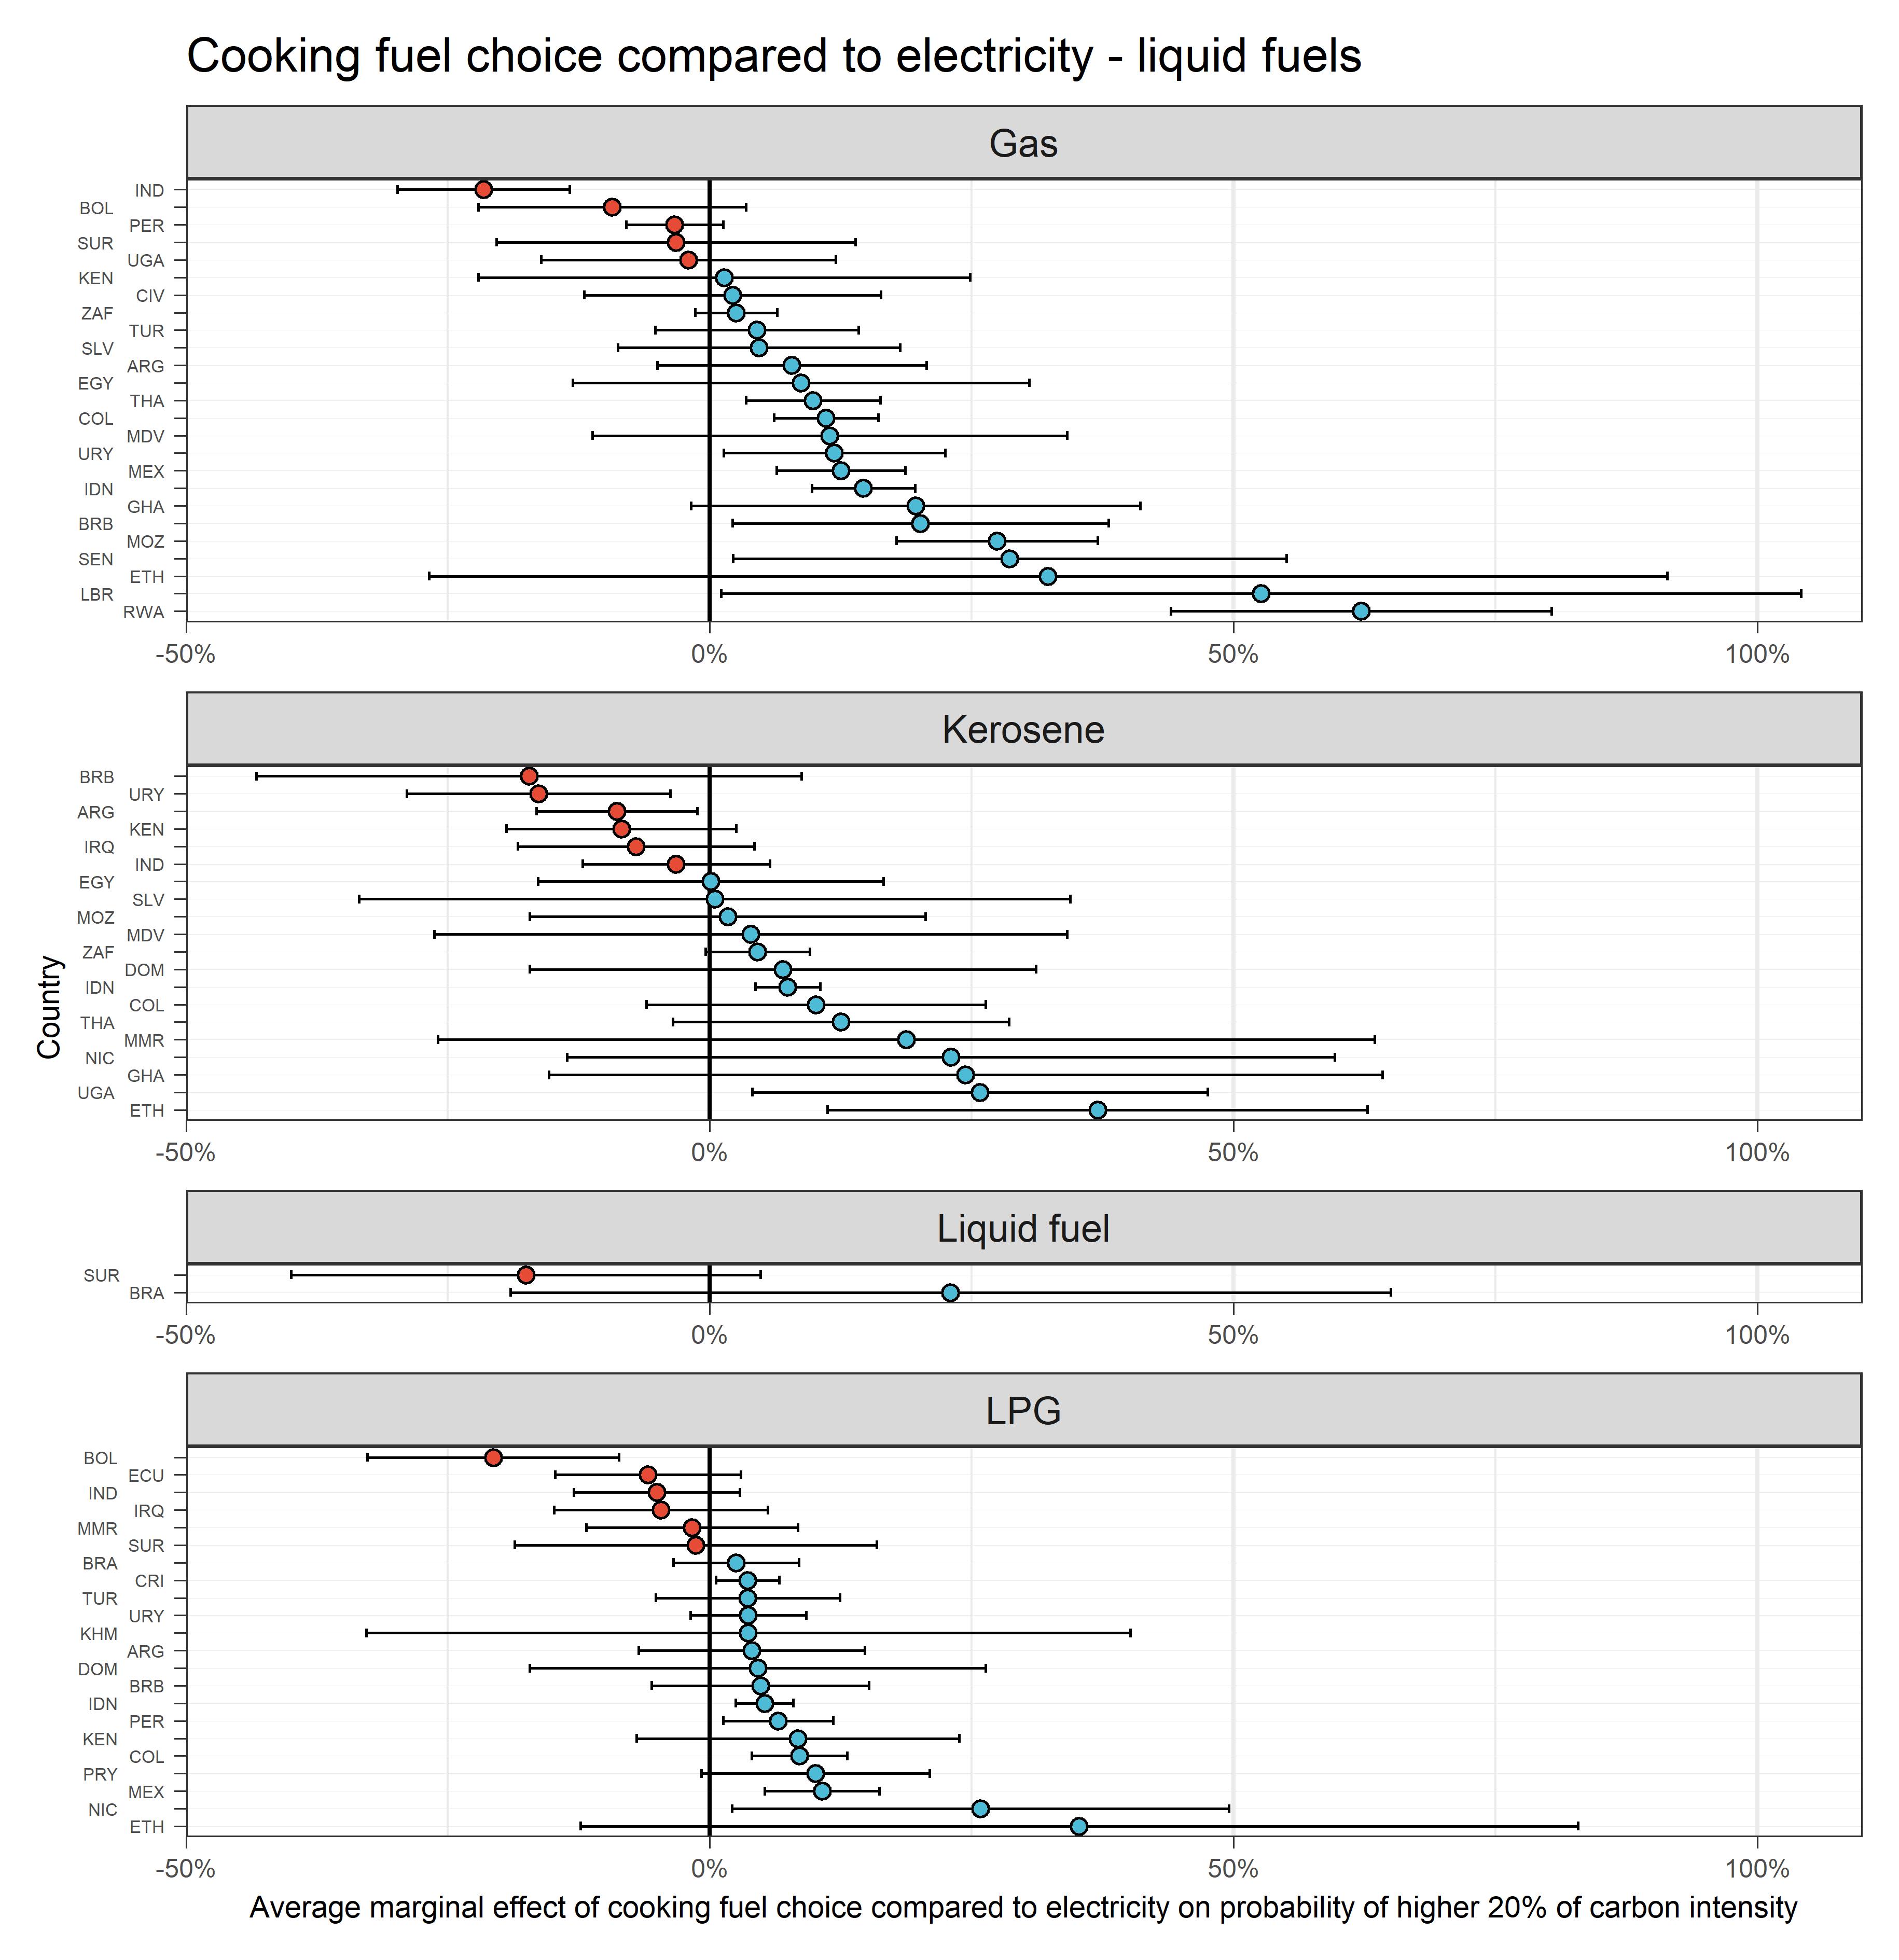 Cooking fuel choice compared to electricity - liquid fuels
Gas
IND
BOL
PER
SUR
UGA
KEN
CIV
ZAF
TUR
SLV
ARG
EGY
THA
COL
MDV
URY
MEX
IDN
GHA
BRB
MOZ
SEN
ETH
LBR
RWA
-50% 0% 50% 100%
Kerosene
BRB
URY
ARG
KEN
IRQ
IND
EGY
SLV
MOZ
MDV
ZAF
DOM
IDN
COL
THA
MMR
NIC
GHA
UGA
ETH
-50% 0% 50% 100%
Country
Liquid fuel
SUR
BRA
-50% 0% 50% 100%
LPG
BOL
ECU
IND
IRQ
MMR
SUR
BRA
CRI
TUR
URY
KHM
ARG
DOM
BRB
IDN
PER
KEN
COL
PRY
MEX
NIC
ETH
-50% 0% 50% 100%
Average marginal effect of cooking fuel choice compared to electricity on probability of higher 20% of carbon intensity